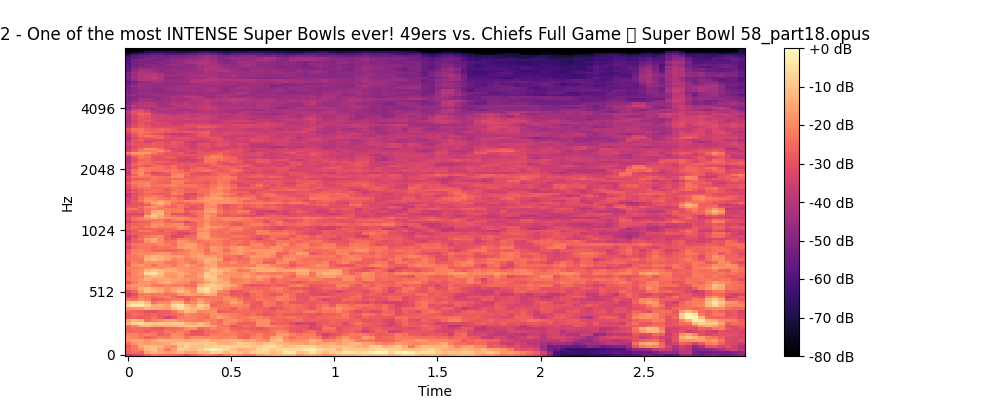 2 - One of the most INTENSE Super Bowls ever! 49ers vs. Chiefs Full Game Super Bowl 58_part18.opus
+0 dB
-10 dB
-20 dB
-30 dB
-40 dB
-50 dB
-60 dB
-70 dB
-80 dB
4096
2048
1024
512
0
Hz
0
0.5
1
1.5
2
2.5
Time